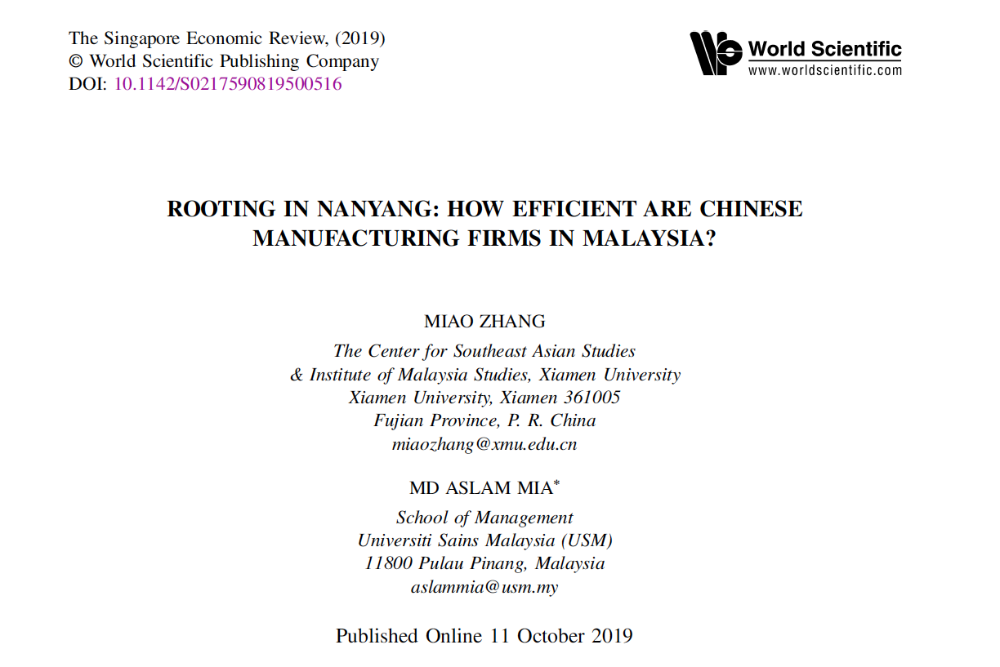 The Singapore Economic Review, (2019)
© World Scientific Publishing Company
DOI: 10.1142/S0217590819500516
World Scientific
www.worldscientific.com
ROOTING IN NANYANG: HOW EFFICIENT ARE CHINESE
MANUFACTURING FIRMS IN MALAYSIA?
MIAO ZHANG
The Center for Southeast Asian Studies
& Institute of Malaysia Studies, Xiamen University
Xiamen University, Xiamen 361005
Fujian Province, P. R. China
miaozhang@xmu.edu.cn
MD ASLAM MIA*
School of Management
Universiti Sains Malaysia (USM)
11800 Pulau Pinang, Malaysia
aslammia@usm.my
Published Online 11 October 2019